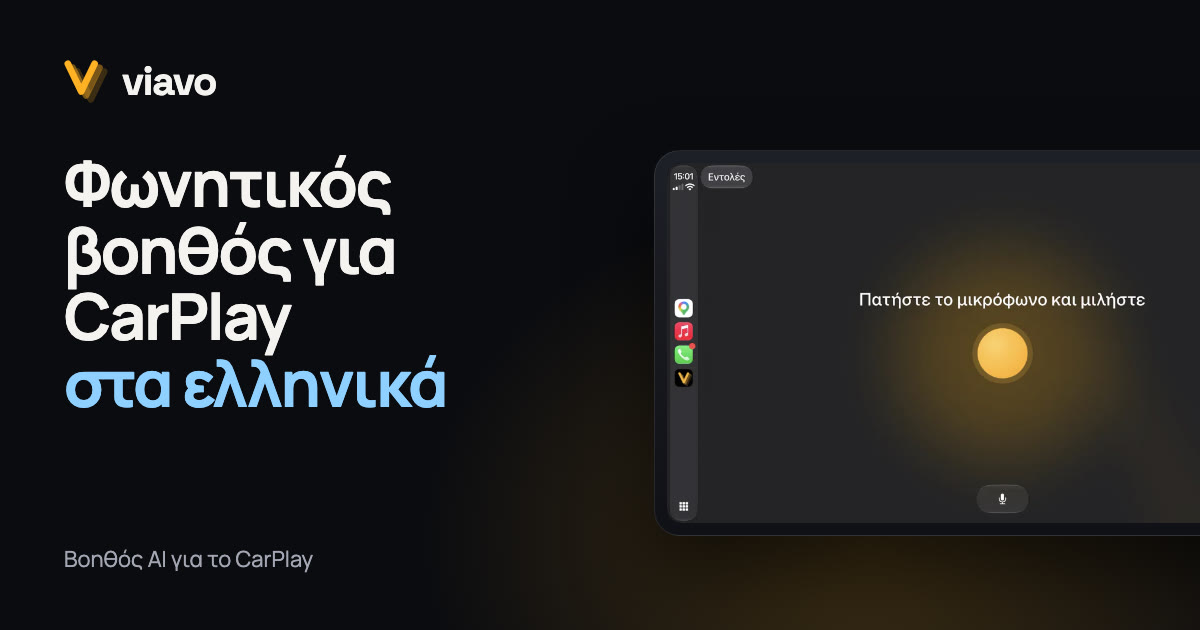 viavo
Φωνητικός
βοηθός για
CarPlay
στα ελληνικά
Βοηθός AI για το CarPlay
15:01
Εντολές
Πατήστε το μικρόφωνο και μιλήστε